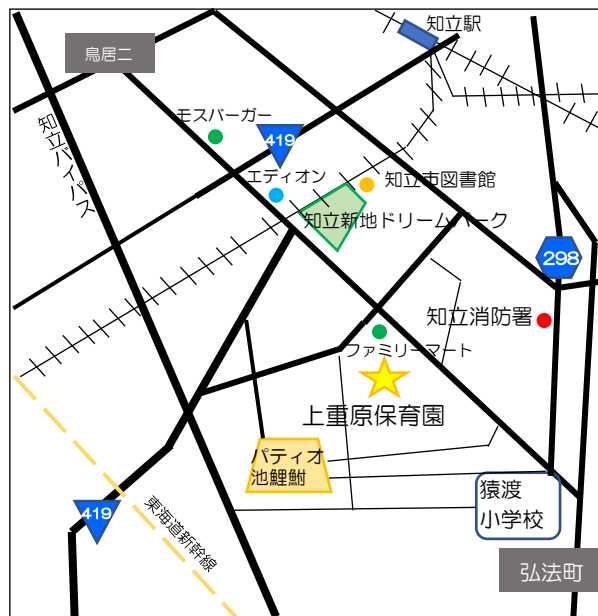 知立駅
鳥居二
モスバーガー
419
知立バイパス
エディオン
知立市図書館
知立新地ドリームパーク
298
知立消防署
ファミリーマート
上重原保育園
パティオ
池鯉鮒
猿渡
小学校
419
東海道新幹線
弘法町